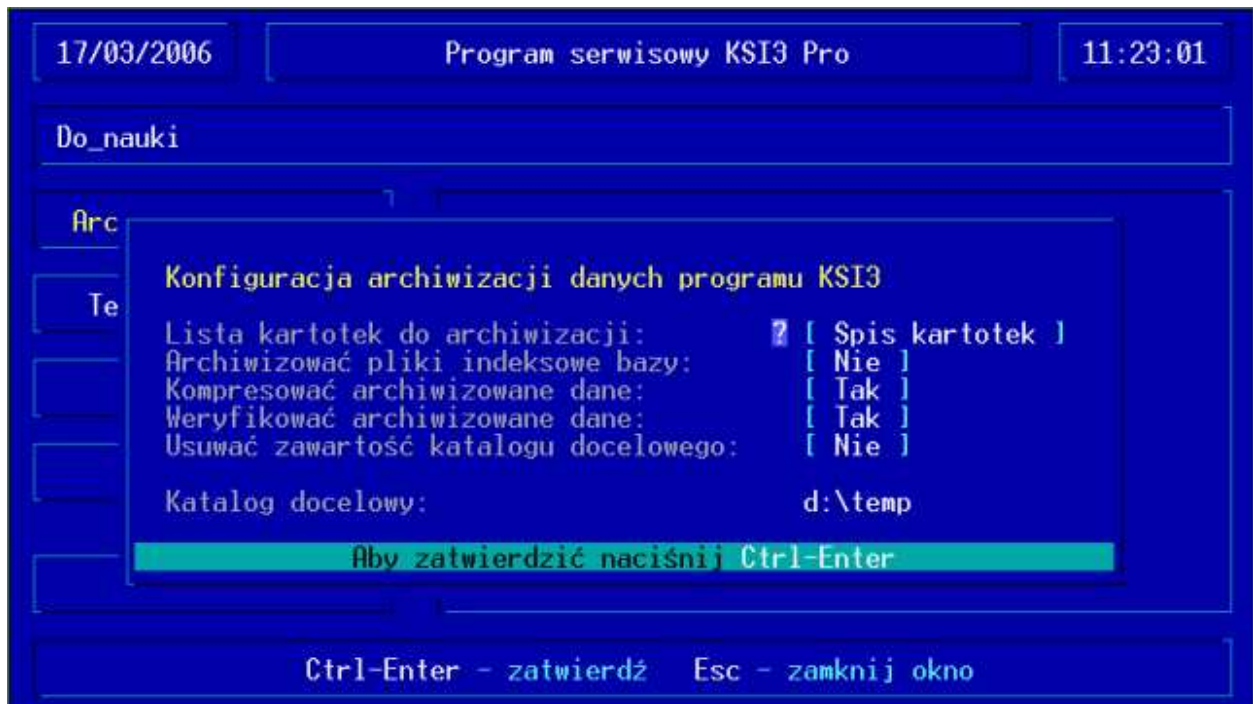 17/03/2006 Program serwisowy KSI3 Pro 11:23:01
Do_nauki
Arc
Konfiguracja archiwizacji danych programu KSI3
Te
Lista kartotek do archiwizacji: ? [ Spis kartotek ]
Archiwizować pliki indeksowe bazy: [ Nie ]
Kompresować archiwizowane dane: [ Tak ]
Weryfikować archiwizowane dane: [ Tak ]
Usuwać zawartość katalogu docelowego: [ Nie ]
Katalog docelowy: d:\temp
Aby zatwierdzić naciśnij Ctrl-Enter
Ctrl-Enter - zatwierdź Esc - zamknij okno